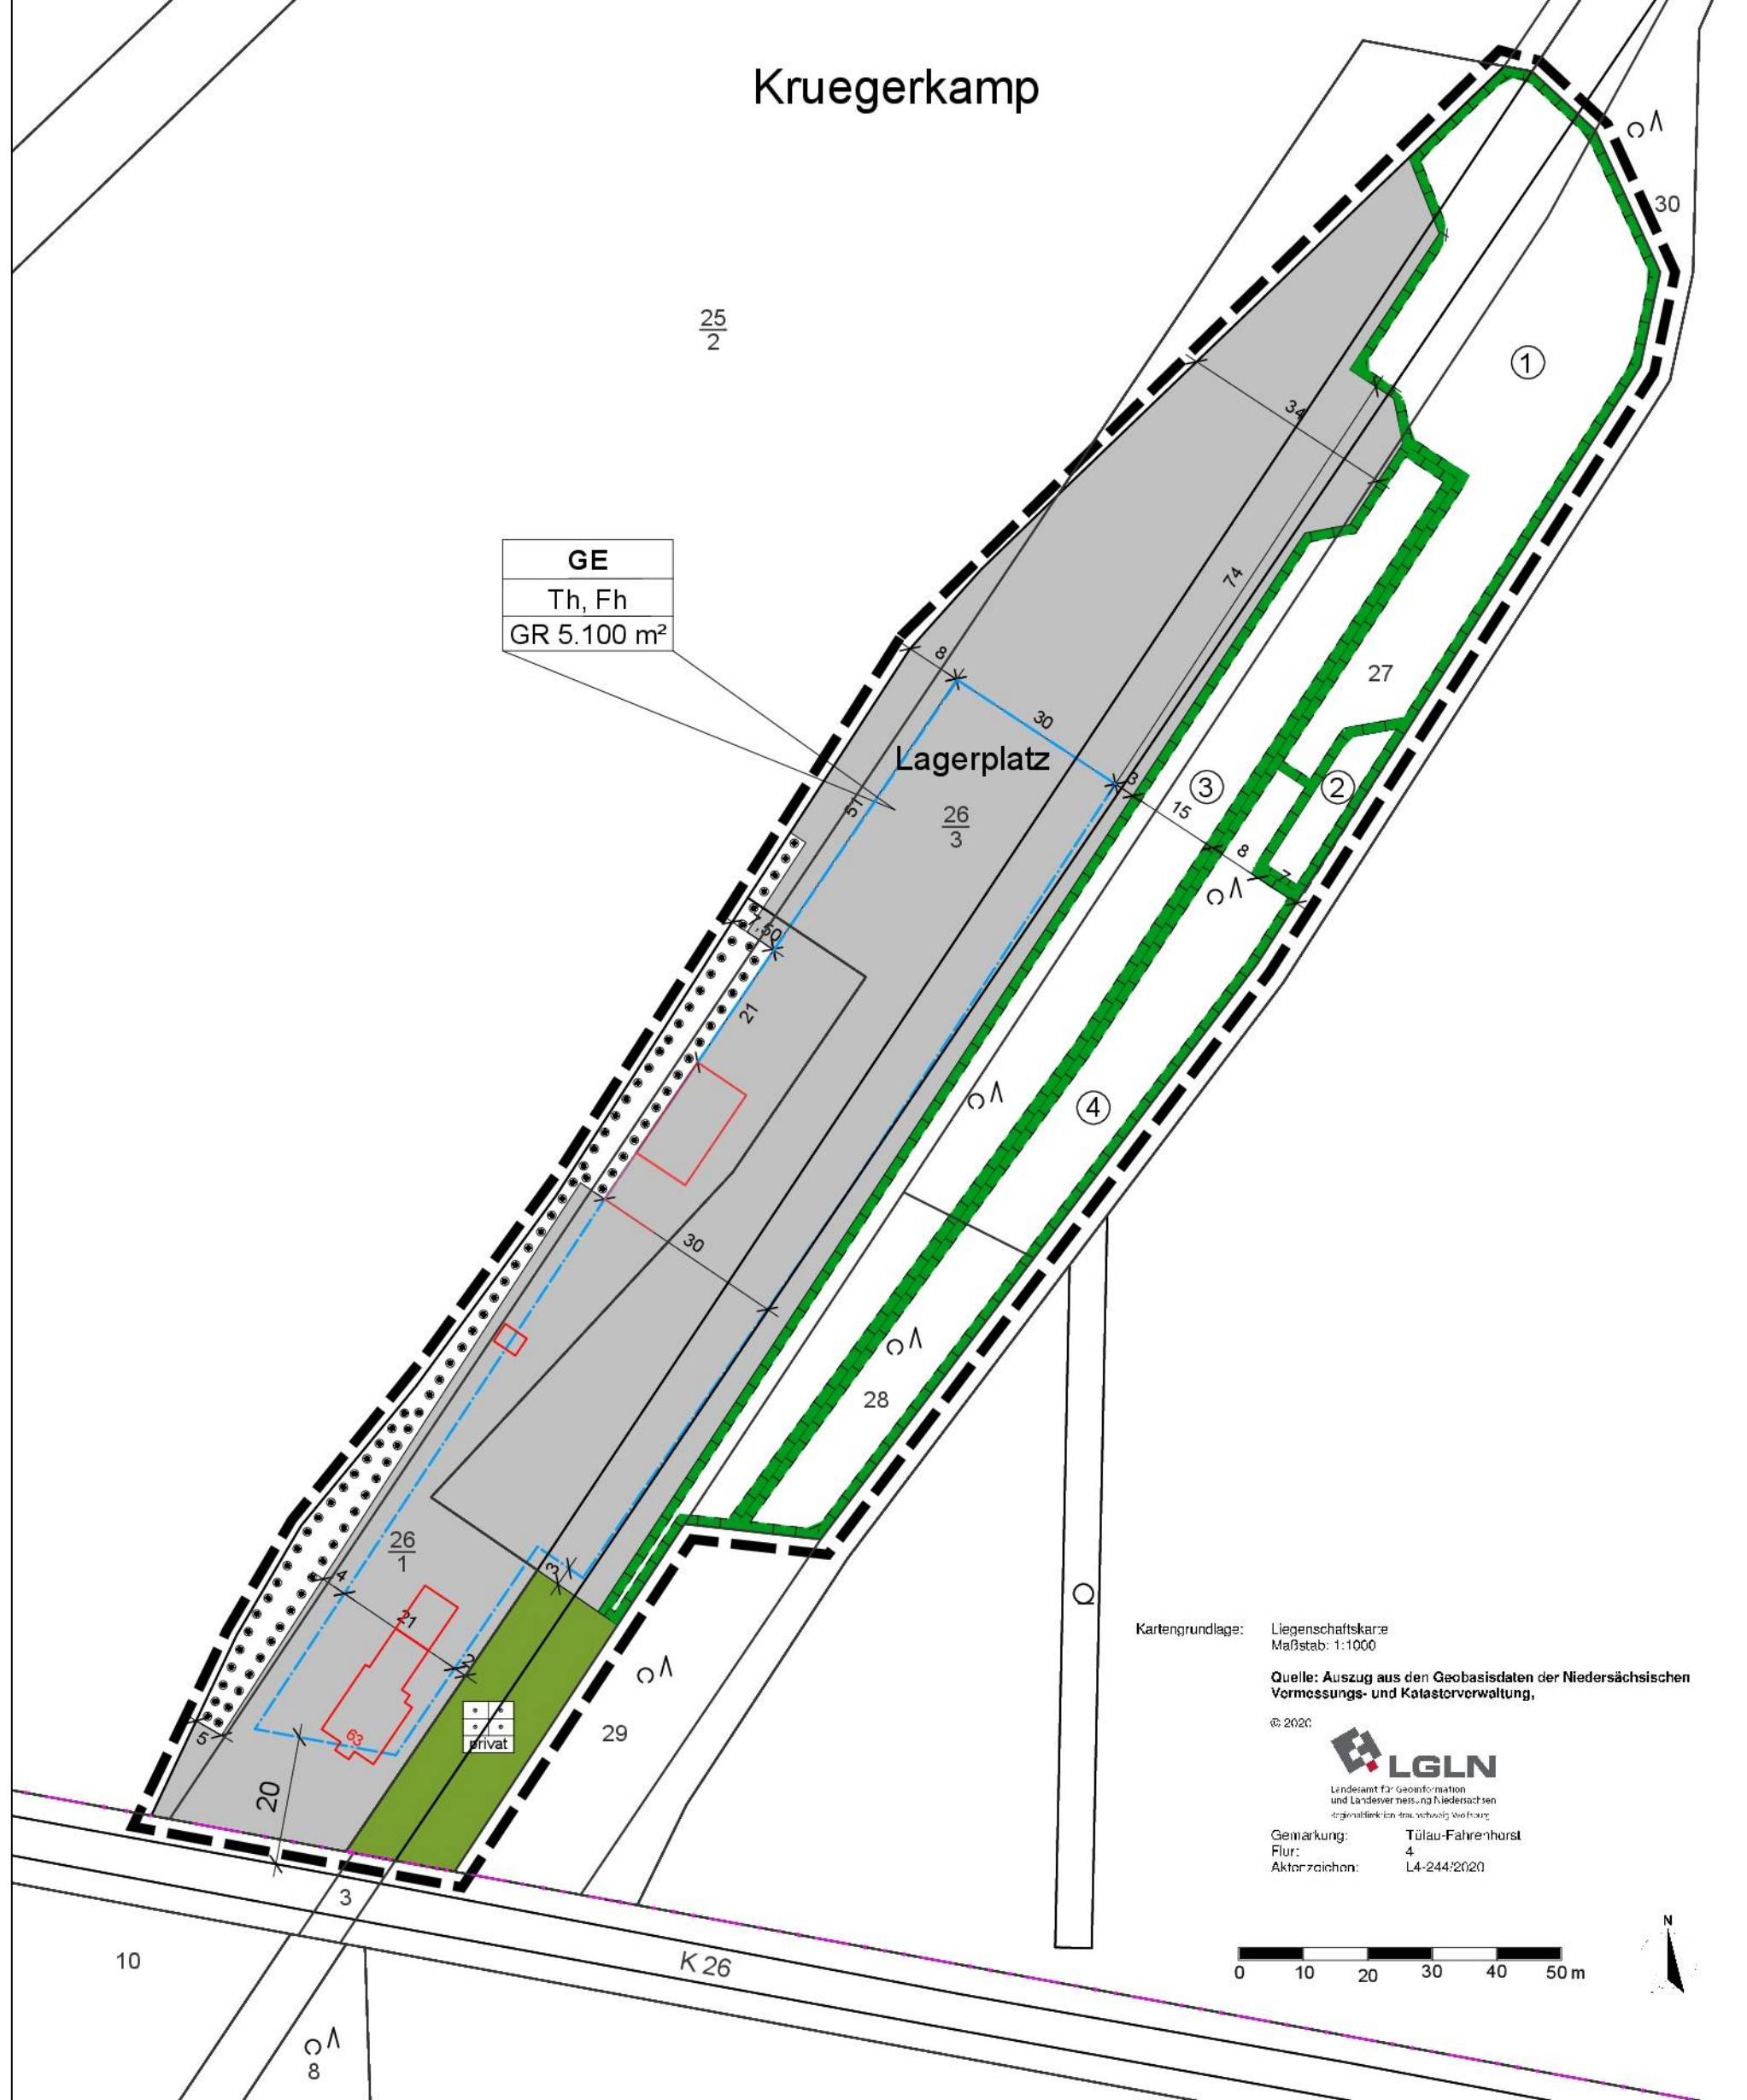 Kruegerkamp
30
25
2
1
34
GE
Th, Fh
GR 5.100 m²
74
27
8
30
Lagerplatz
3
15
3
2
51
26
3
8
7
7,50
21
4
30
28
26
1
4
3
21
2
63
privat
5
29
20
3
10
K 26
8
Kartengrundlage:
Liegenschaftskarte
Maßstab: 1:1000
Quelle: Auszug aus den Geobasisdaten der Niedersächsischen
Vermessungs- und Katasterverwaltung,
© 2020
LGLN
Landesamt für Geoinformation
und Landesvermessung Niedersachsen
Regionaldirektion Braunschweig-Wolfsburg
Gemarkung: Tülau-Fahrenhorst
Flur: 4
Aktenzeichen: L4-244/2020
N
0 10 20 30 40 50 m